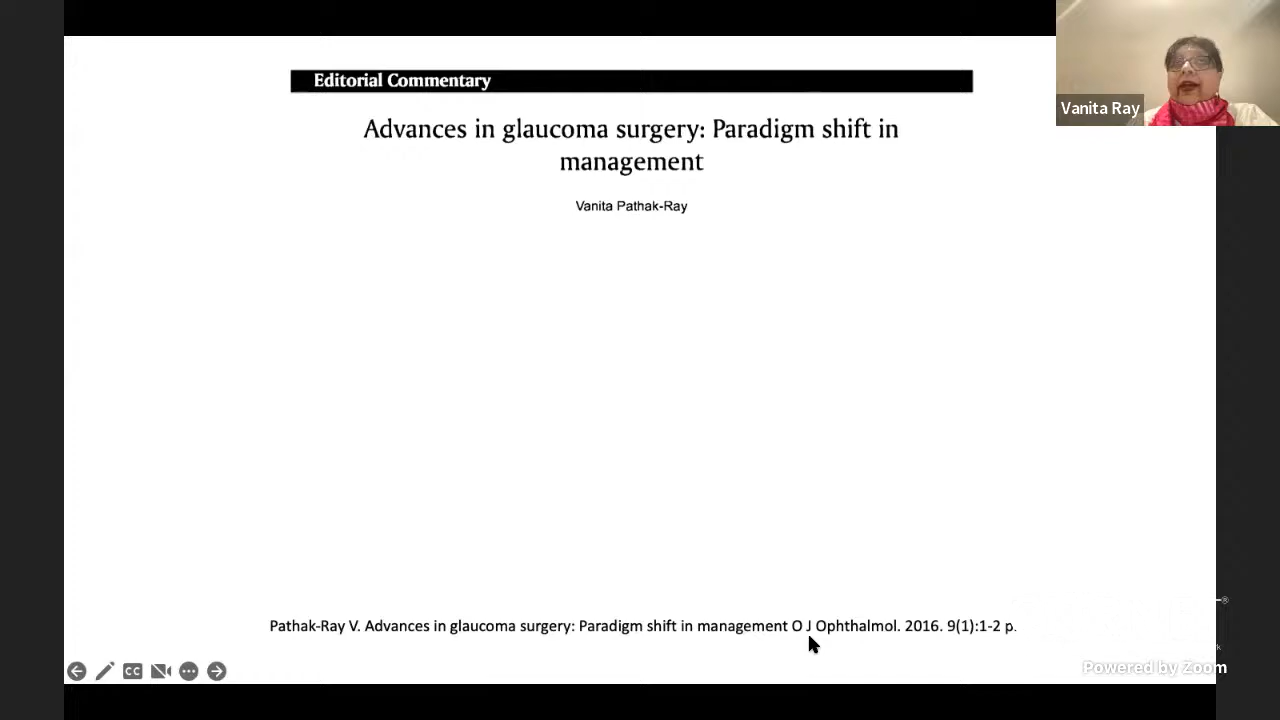 Editorial Commentary
Vanita Ray
Advances in glaucoma surgery: Paradigm shift in
management
Vanita Pathak-Ray
Pathak-Ray V. Advances in glaucoma surgery: Paradigm shift in management O J Ophthalmol. 2016. 9(1):1-2 p.
CC
Powered by Zoom